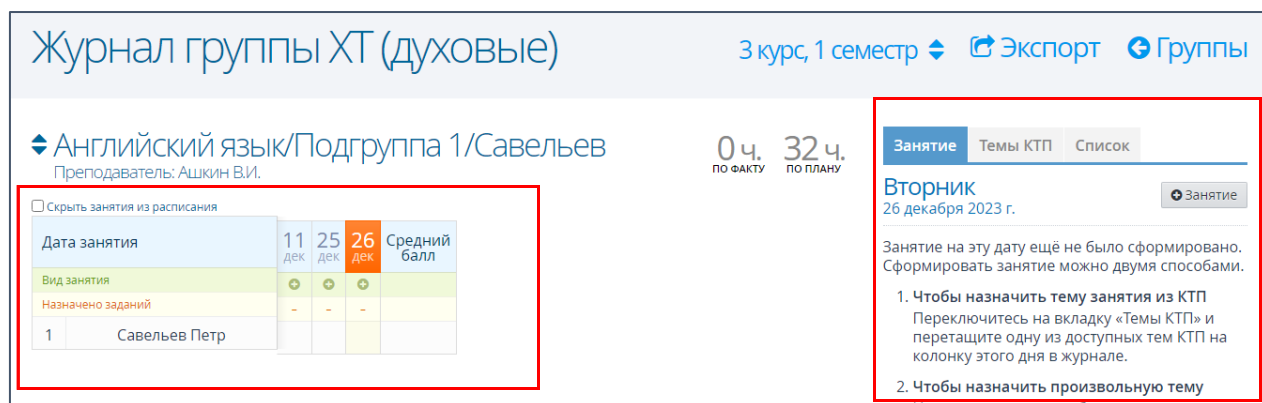 Журнал группы ХТ (духовые)
3 курс, 1 семестр
Экспорт
Группы
Английский язык/Подгруппа 1/Савельев
Преподаватель: Ашкин В.И.
0 ч.
ПО ФАКТУ
32 ч.
ПО ПЛАНУ
Скрыть занятия из расписания
Дата занятия
11 дек
25 дек
26 дек
Средний балл
Вид занятия
Назначено заданий
- - -
1 Савельев Петр
Занятие Темы КТП Список
Вторник
26 декабря 2023 г.
Занятие
Занятие на эту дату ещё не было сформировано.
Сформировать занятие можно двумя способами.
1. Чтобы назначить тему занятия из КТП
Переключитесь на вкладку «Темы КТП» и
перетащите одну из доступных тем КТП на
колонку этого дня в журнале.
2. Чтобы назначить произвольную тему